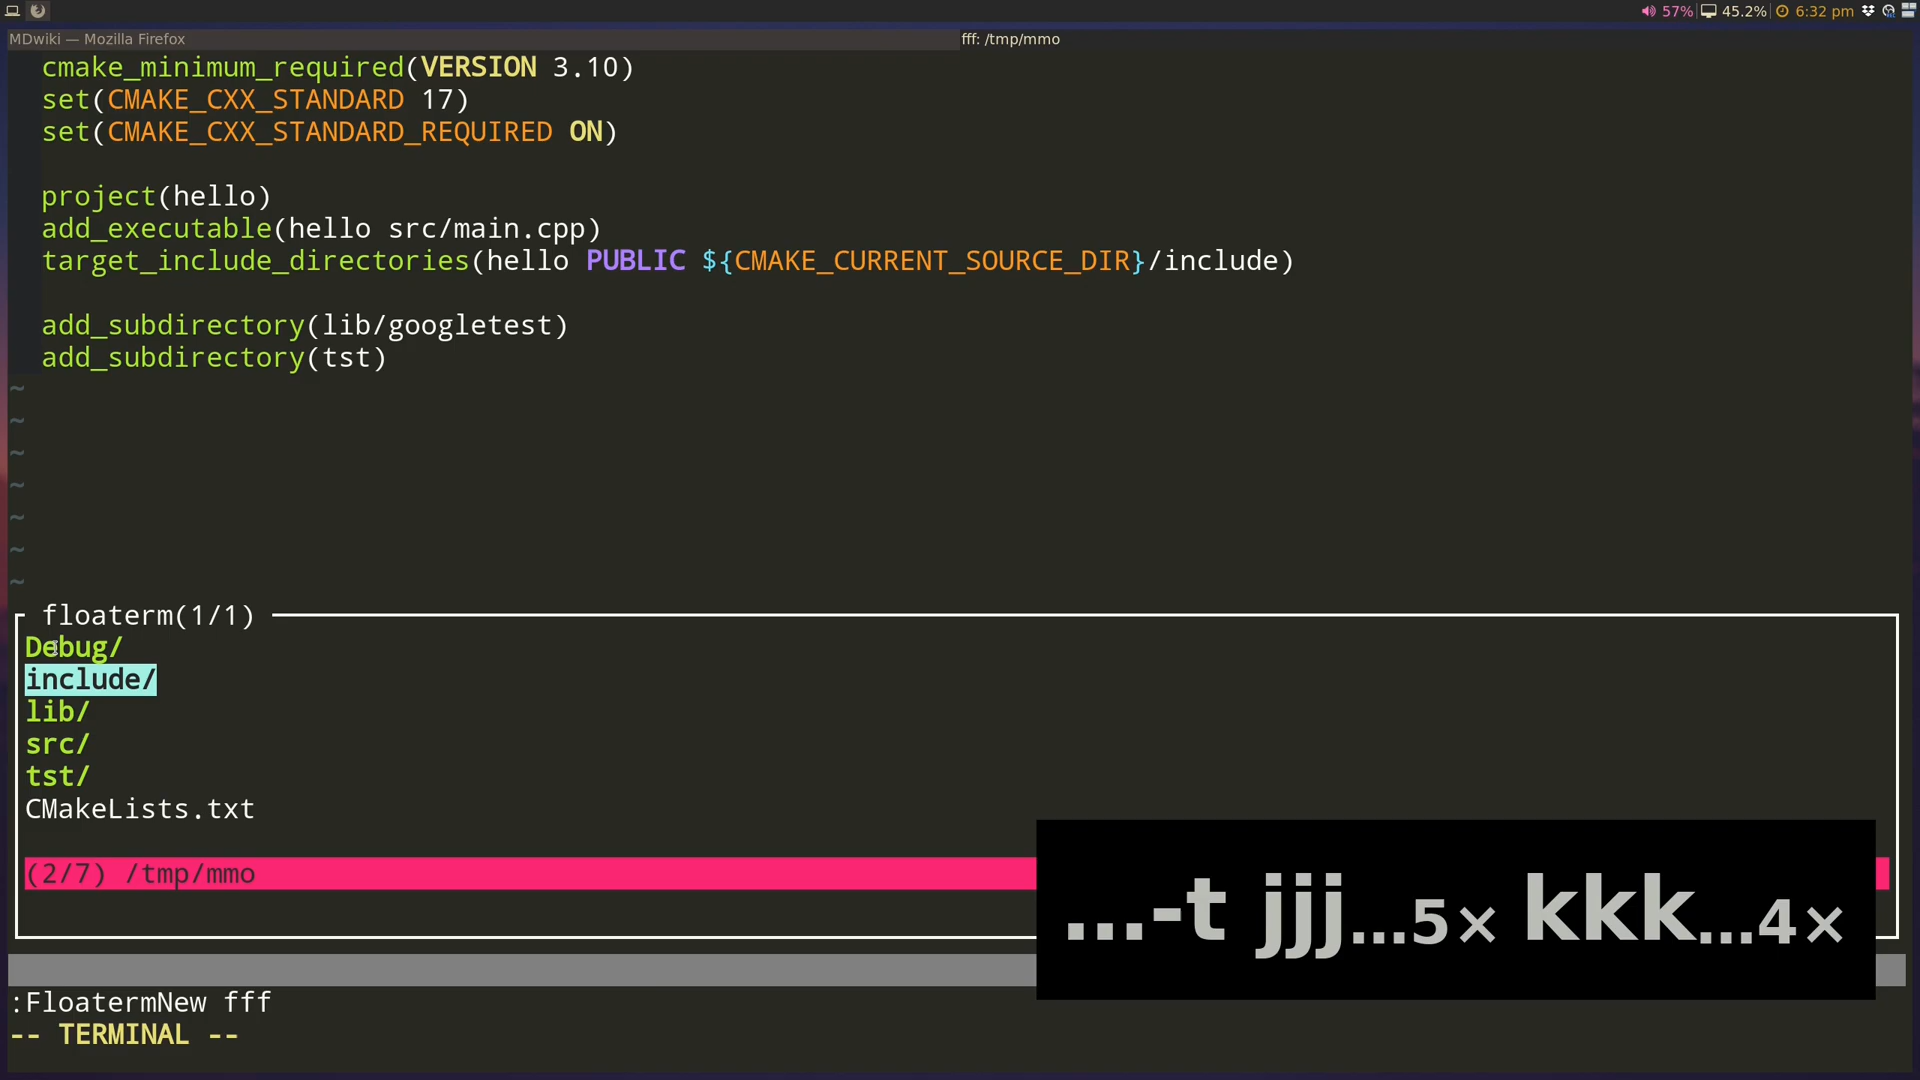 57% 45.2% 6:32 pm
MDwiki — Mozilla Firefox fff: /tmp/mmo
cmake_minimum_required(VERSION 3.10)
set(CMAKE_CXX_STANDARD 17)
set(CMAKE_CXX_STANDARD_REQUIRED ON)
project(hello)
add_executable(hello src/main.cpp)
target_include_directories(hello PUBLIC ${CMAKE_CURRENT_SOURCE_DIR}/include)
add_subdirectory(lib/googletest)
add_subdirectory(tst)
~
~
~
~
~
~
~
floaterm(1/1)
Debug/
include/
lib/
src/
tst/
CMakeLists.txt
(2/7) /tmp/mmo
...-t jjj...5× kkk...4×
:FloatermNew fff
-- TERMINAL --